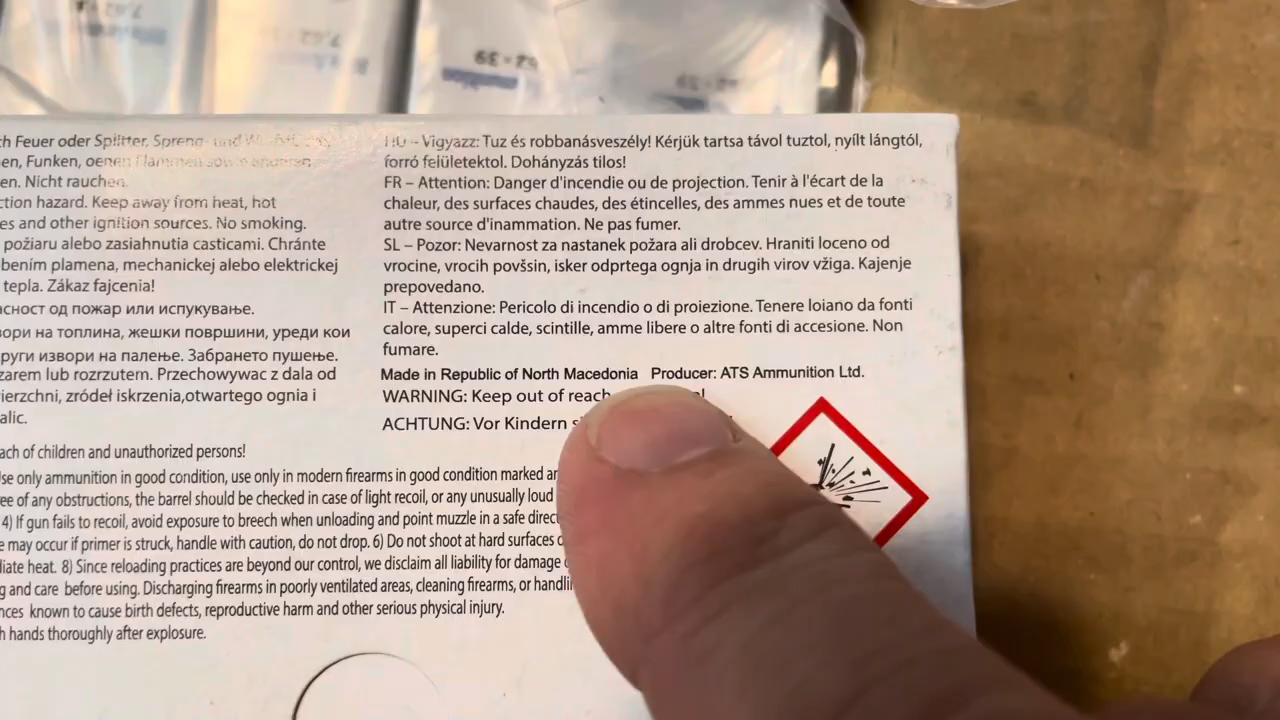 7.62×39
ch Feuer oder Splitter, Spreng- und
en, Funken, oenen Flammen sowie anderen
en. Nicht rauchen.
ction hazard. Keep away from heat, hot
es and other ignition sources. No smoking.
požiaru alebo zasiahnutia casticami. Chránte
bením plamena, mechanickej alebo elektrickej
tepla. Zákaz fajcenia!
асност од пожар или испукување.
вори на топлина, жешки површини, уреди кои
руги извори на палење. Забрането пушење.
zarem lub rozrzutem. Przechowywac z dala od
ierzchni, zródeł iskrzenia,otwartego ognia i
alic.
HU – Vigyazz: Tuz és robbanásveszély! Kérjük tartsa távol tuztol, nyílt lángtól,
forró felületektol. Dohányzás tilos!
FR – Attention: Danger d'incendie ou de projection. Tenir à l'écart de la
chaleur, des surfaces chaudes, des étincelles, des ammes nues et de toute
autre source d'inammation. Ne pas fumer.
SL – Pozor: Nevarnost za nastanek požara ali drobcev. Hraniti loceno od
vrocine, vrocih povšsin, isker odprtega ognja in drugih virov vžiga. Kajenje
prepovedano.
IT – Attenzione: Pericolo di incendio o di proiezione. Tenere loiano da fonti
calore, superci calde, scintille, amme libere o altre fonti di accesione. Non
fumare.
Made in Republic of North Macedonia Producer: ATS Ammunition Ltd.
WARNING: Keep out of reach
ACHTUNG: Vor Kindern
each of children and unauthorized persons!
se only ammunition in good condition, use only in modern firearms in good condition marked
ee of any obstructions, the barrel should be checked in case of light recoil, or any unusually loud
4) If gun fails to recoil, avoid exposure to breech when unloading and point muzzle in a safe direc
e may occur if primer is struck, handle with caution, do not drop. 6) Do not shoot at hard surfaces
diate heat. 8) Since reloading practices are beyond our control, we disclaim all liability for damage
g and care before using. Discharging firearms in poorly ventilated areas, cleaning firearms, or handli
nces known to cause birth defects, reproductive harm and other serious physical injury.
h hands thoroughly after explosure.